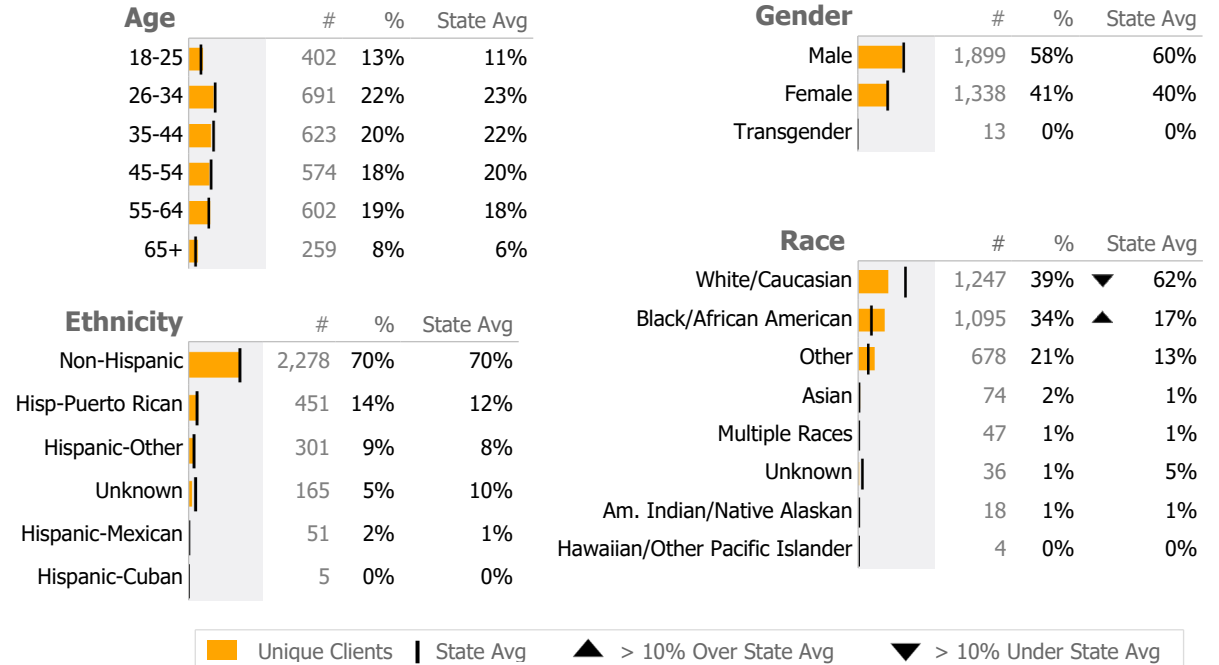 Age # % State Avg
18-25 402 13% 11%
26-34 691 22% 23%
35-44 623 20% 22%
45-54 574 18% 20%
55-64 602 19% 18%
65+ 259 8% 6%
Ethnicity # % State Avg
Non-Hispanic 2,278 70% 70%
Hisp-Puerto Rican 451 14% 12%
Hispanic-Other 301 9% 8%
Unknown 165 5% 10%
Hispanic-Mexican 51 2% 1%
Hispanic-Cuban 5 0% 0%
Gender # % State Avg
Male 1,899 58% 60%
Female 1,338 41% 40%
Transgender 13 0% 0%
Race # % State Avg
White/Caucasian 1,247 39% ▼ 62%
Black/African American 1,095 34% ▲ 17%
Other 678 21% 13%
Asian 74 2% 1%
Multiple Races 47 1% 1%
Unknown 36 1% 5%
Am. Indian/Native Alaskan 18 1% 1%
Hawaiian/Other Pacific Islander 4 0% 0%
Unique Clients State Avg ▲ > 10% Over State Avg ▼ > 10% Under State Avg